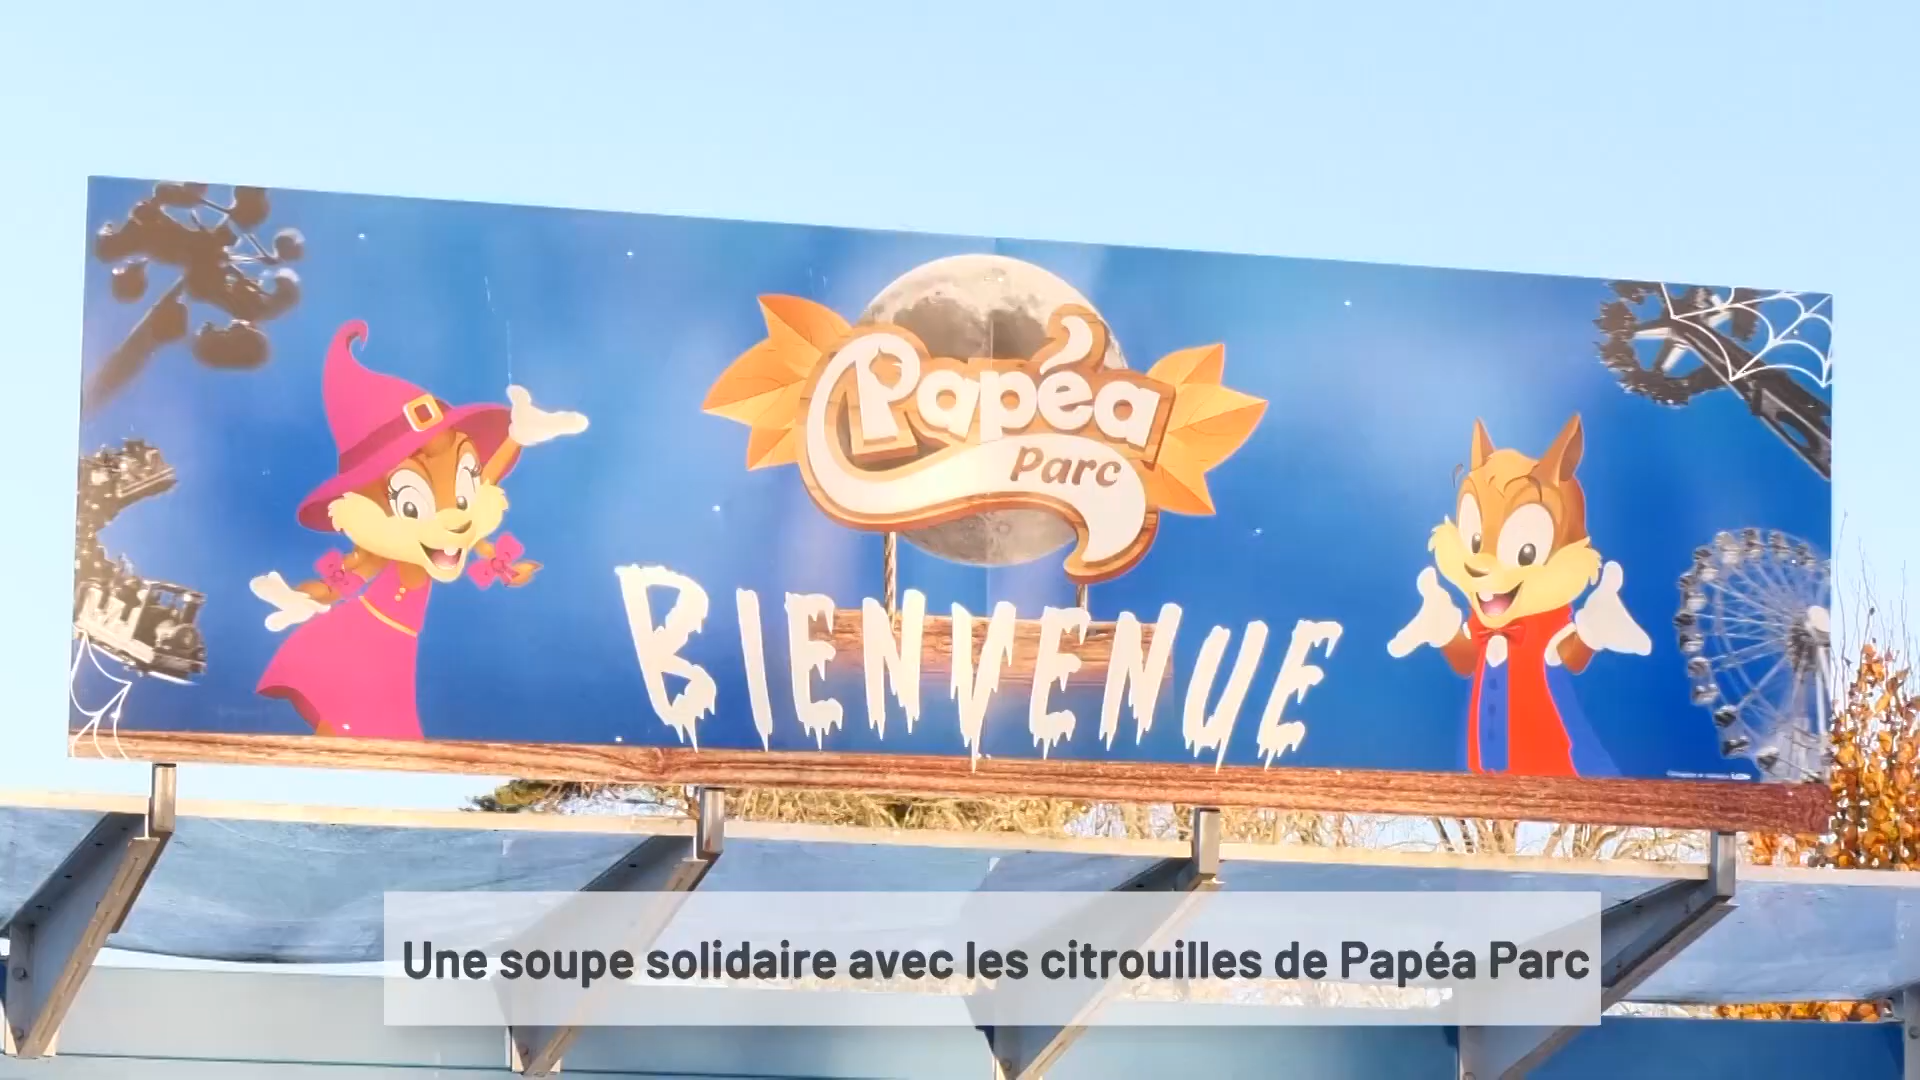 Papéa
Parc
BIENVENUE
Une soupe solidaire avec les citrouilles de Papéa Parc